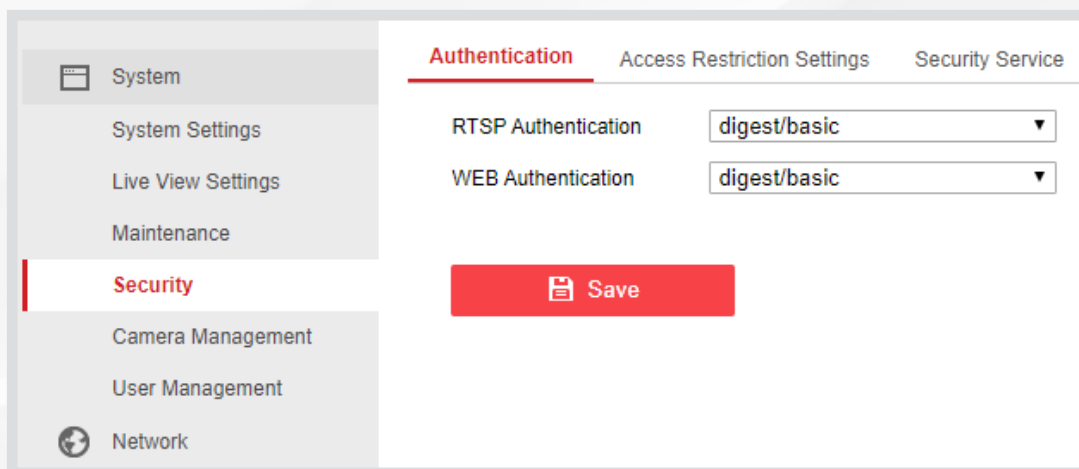 System
System Settings
Live View Settings
Maintenance
Security
Camera Management
User Management
Network
Authentication Access Restriction Settings Security Service
RTSP Authentication digest/basic
WEB Authentication digest/basic
Save